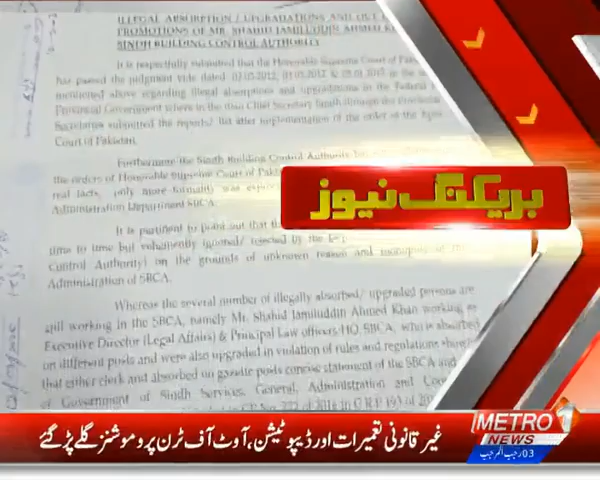 ILLEGAL ABSORPTION / UPGRADATIONS AND OUT
PROMOTIONS OF MR. SHAHID JAMILUDDIN AHMED
SINDH BUILDING CONTROL AUTHORITY
It is respectfully submitted that the Honorable Supreme Court of
has passed the judgment vide dated in the
mentioned above regarding illegal absorptions and upgradations in the Federal
Provincial Government where in the Chief Secretary Sindh through the Provincial
Secretaries submitted the reports/ list after implementation of the order of the
Court of Pakistan.
Furthermore the Sindh Building Control Authority
the orders of Honorable Supreme Court of
real facts, only mere formality was
Administration Department SBCA.
It is pertinent to point out that
time to time but vehemently ignored/ rejected by the
Control Authority) on the grounds of unknown reason and monopoly
Administration of SBCA.
Whereas the several number of illegally absorbed/ upgraded persons are
still working in the SBCA, namely Mr. Shahid Jamiluddin Ahmed Khan working as
Executive Director (Legal Affairs) & Principal Law officers/HQ SBCA, who is absorbed
on different posts and were also upgraded in violation of rules and regulations
that either clerk and absorbed on gazette posts concise statement of the SBCA and
of Government of Sindh Services, General, Administration and
بریکنگ نیوز
غیر قانونی تعمیرات اور ڈیپوٹیشن، آوٹ آف ٹرن پروموشنز گلے پڑ گئے
METRO 1
NEWS
03 رجب المرجب